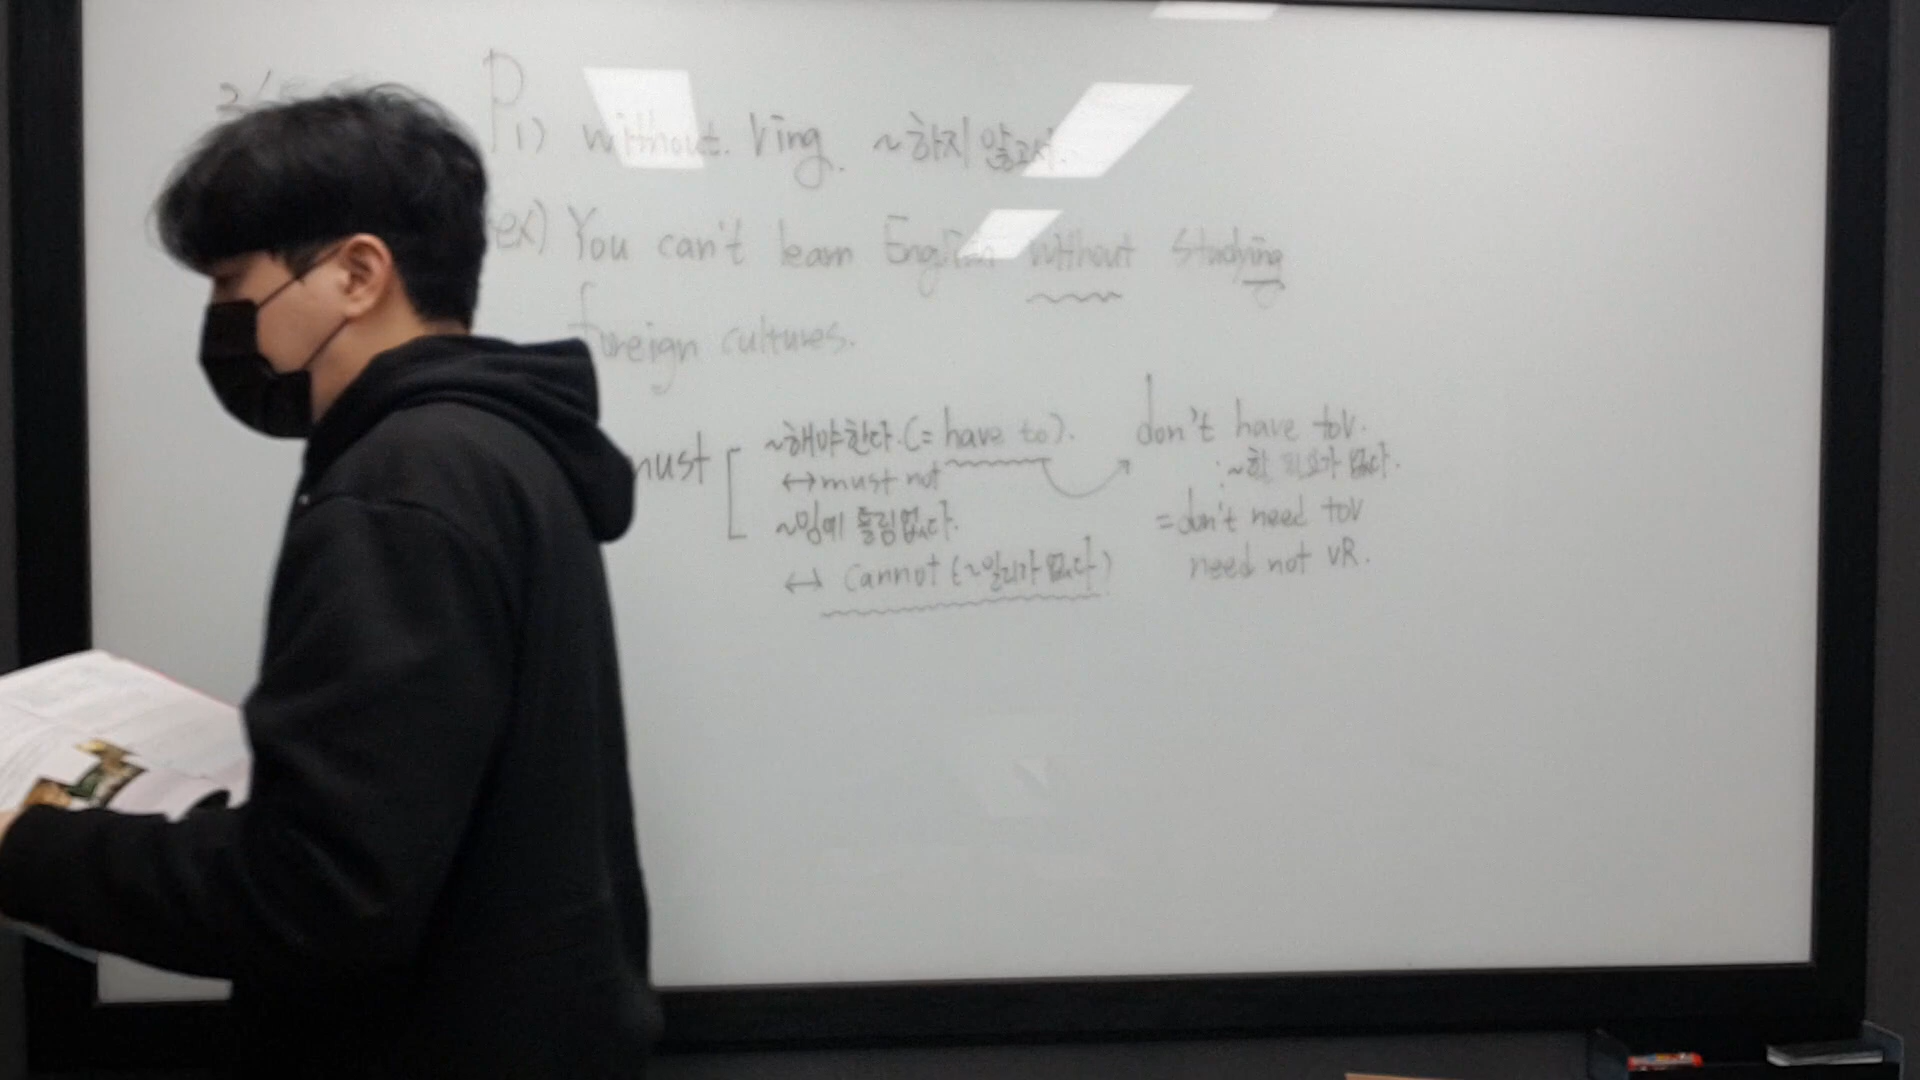 P
1) without. Ving. ~하지 않고서.
ex) You can't learn English without studying
foreign cultures.
must
~해야한다.(= have to).
↔ must not
~임에 틀림없다.
↔ cannot (~일리가 없다)
don't have toV.
: ~할 필요가 없다.
= don't need toV
need not VR.